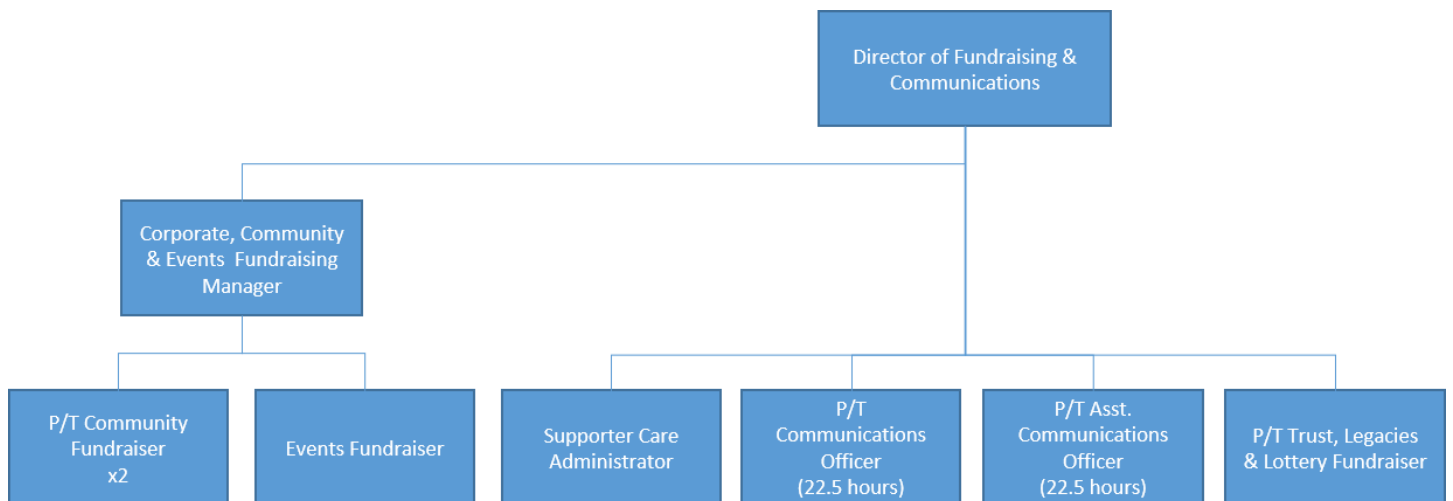 Director of Fundraising &
Communications
Corporate, Community
& Events  Fundraising
Manager
P/T Community
Fundraiser
x2
Events Fundraiser
Supporter Care
Administrator
P/T
Communications
Officer
(22.5 hours)
P/T Asst.
Communications
Officer
(22.5 hours)
P/T Trust, Legacies
& Lottery Fundraiser